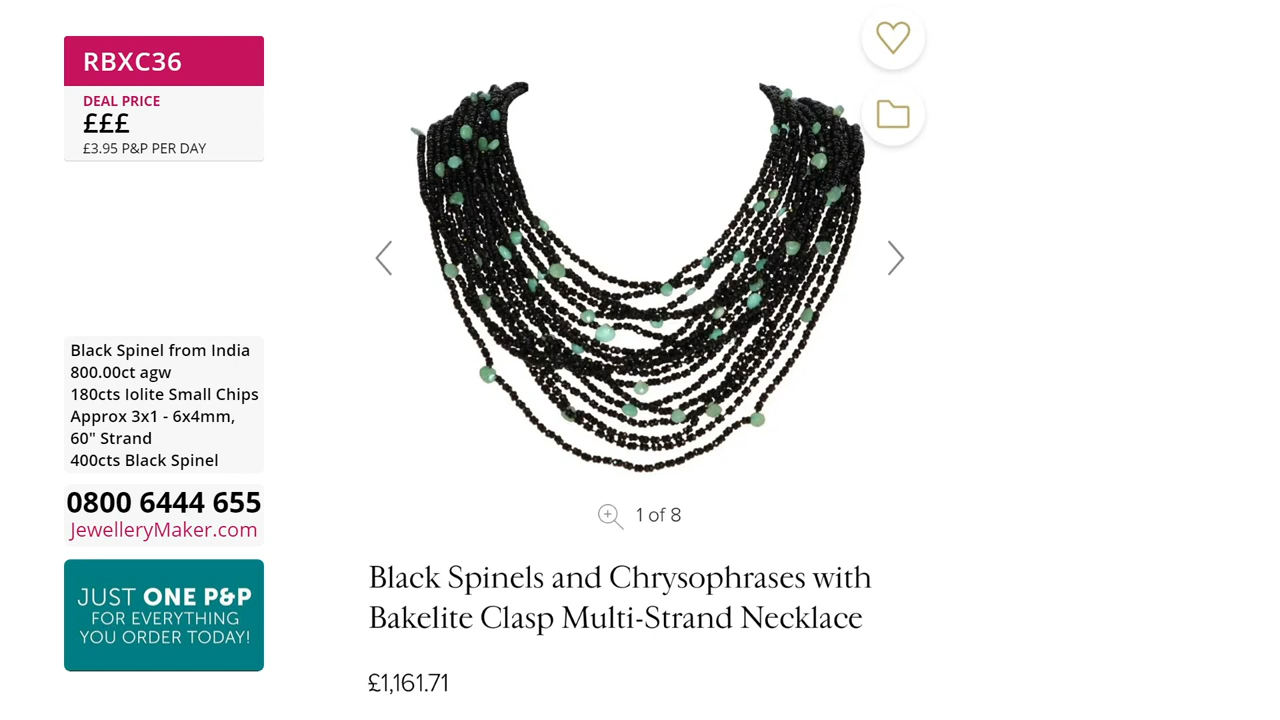 RBXC36
DEAL PRICE
£££
£3.95 P&P PER DAY
Black Spinel from India
800.00ct agw
180cts Iolite Small Chips
Approx 3x1 - 6x4mm,
60" Strand
400cts Black Spinel
0800 6444 655
JewelleryMaker.com
JUST ONE P&P
FOR EVERYTHING
YOU ORDER TODAY!
1 of 8
Black Spinels and Chrysophrases with
Bakelite Clasp Multi-Strand Necklace
£1,161.71